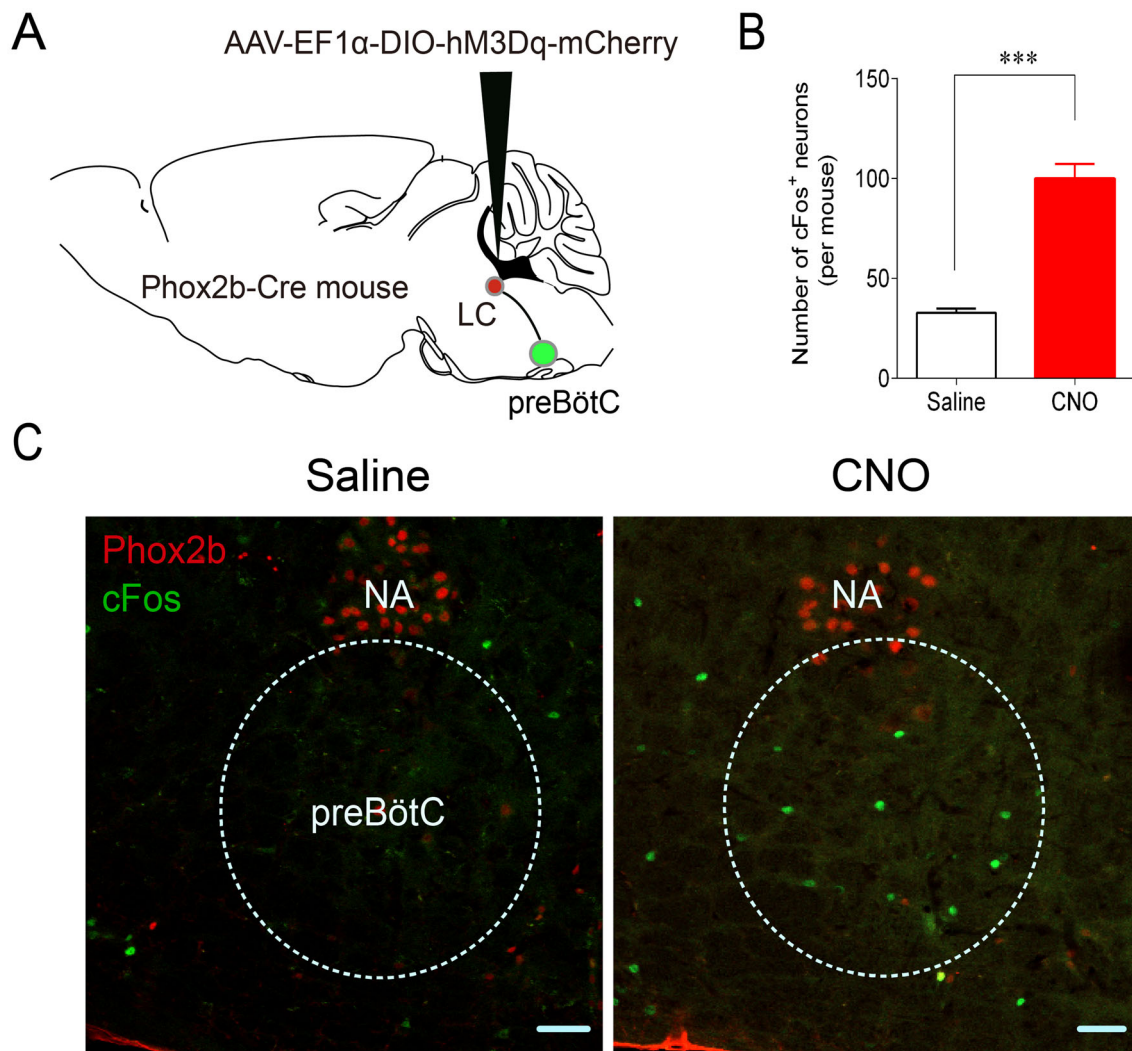 A
AAV-EF1α-DIO-hM3Dq-mCherry
Phox2b-Cre mouse
LC
preBötC
B
***
Number of cFos⁺ neurons
(per mouse)
150
100
50
0
Saline
CNO
C
Saline
CNO
Phox2b
cFos
NA
preBötC
NA